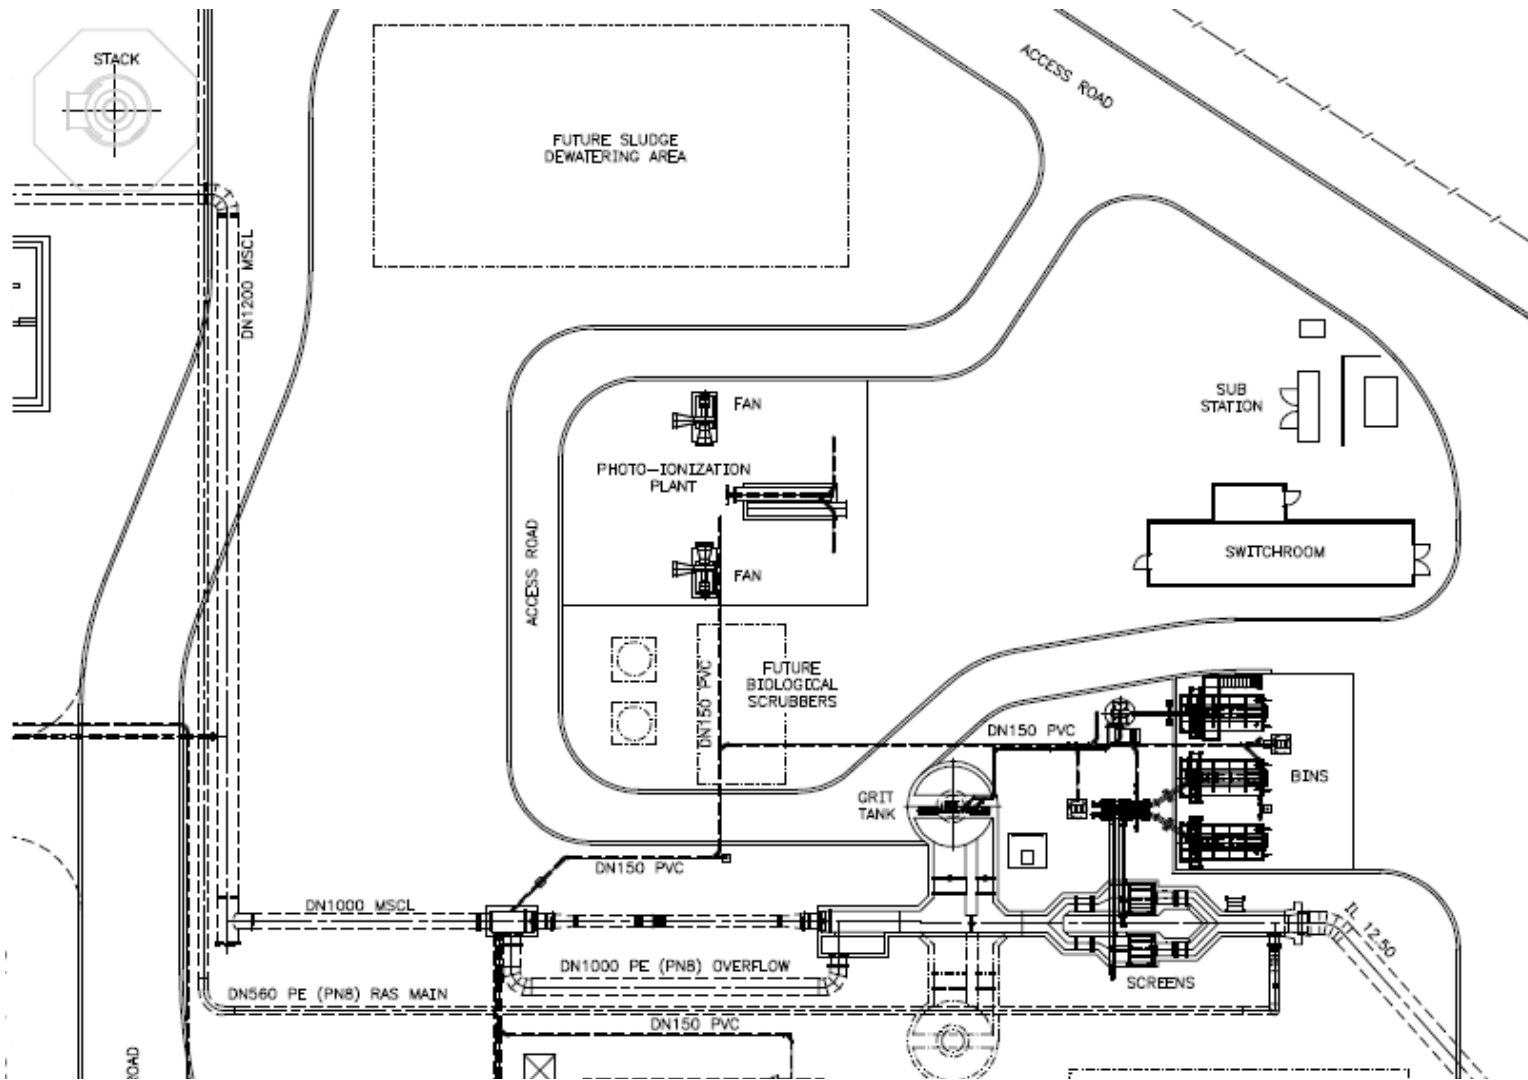 STACK
ACCESS ROAD
FUTURE SLUDGE
DEWATERING AREA
DN1200 MSCL
SUB
STATION
FAN
PHOTO-IONIZATION
PLANT
ACCESS ROAD
SWITCHROOM
FAN
FUTURE
BIOLOGICAL
SCRUBBERS
DN150 PVC
DN150 PVC
BINS
GRIT
TANK
DN150 PVC
DN1000 MSCL
IL 12.50
DN1000 PE (PN8) OVERFLOW
SCREENS
DN560 PE (PN8) RAS MAIN
DN150 PVC
ROAD